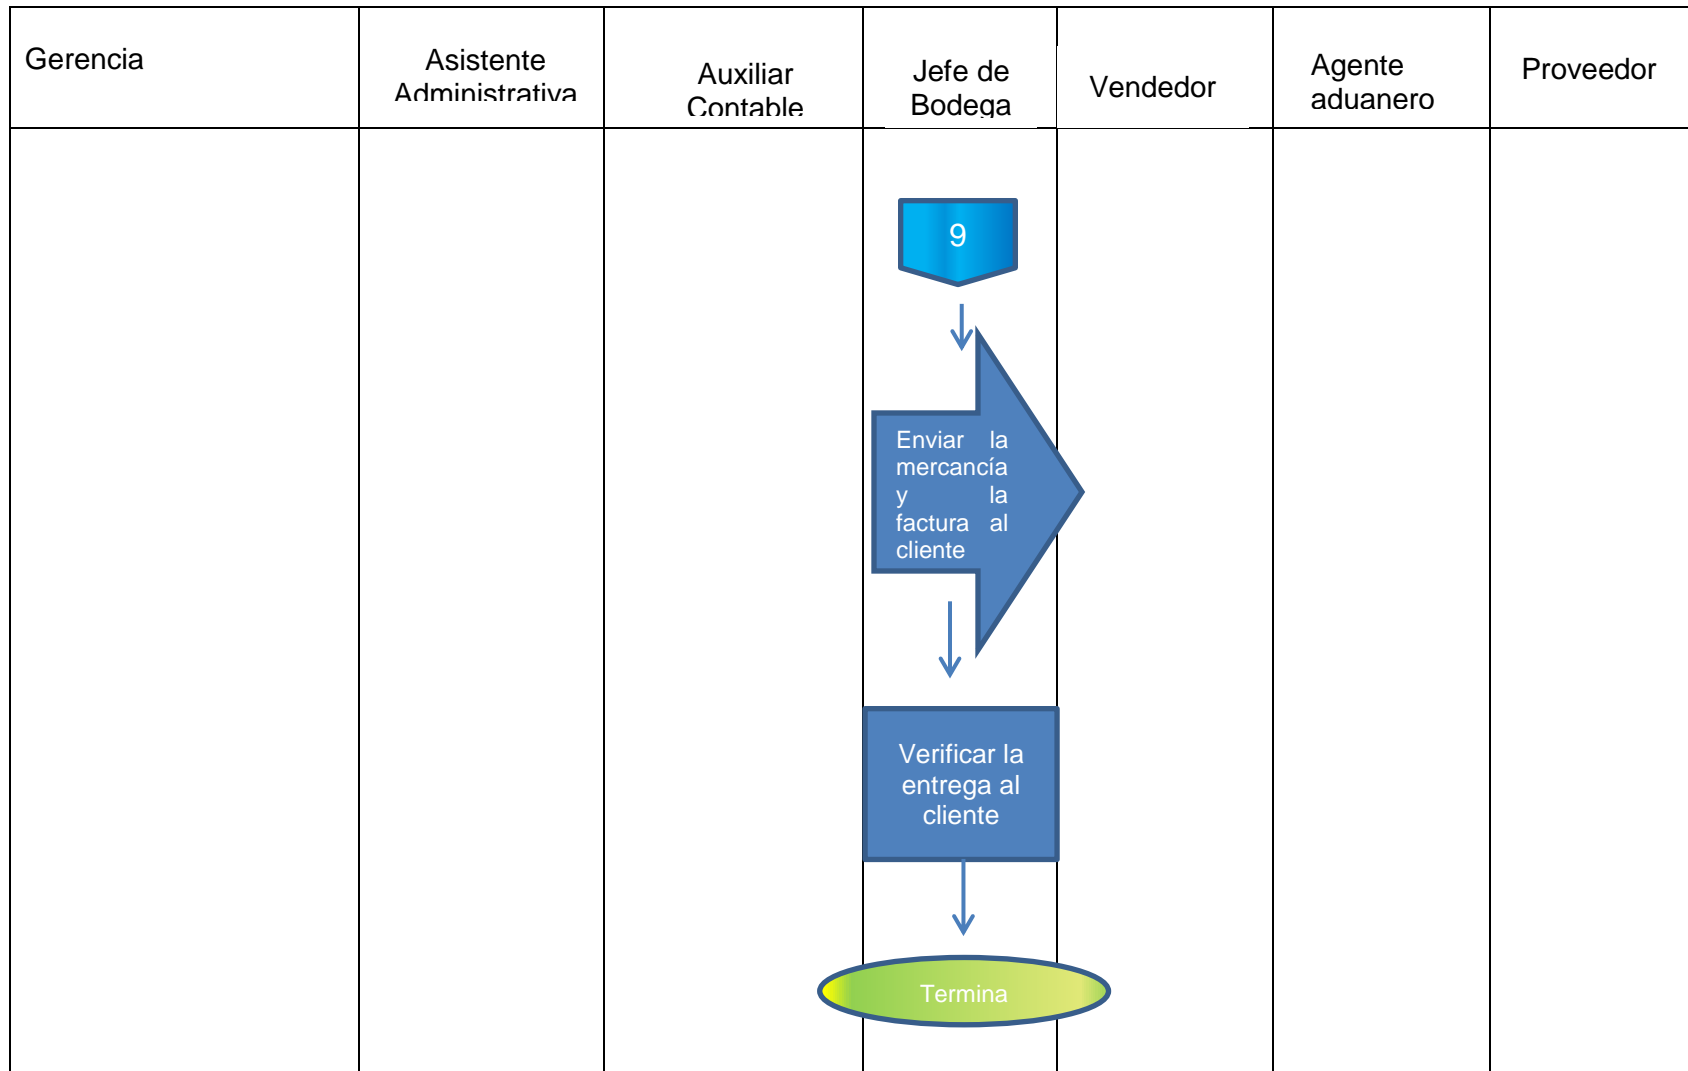 Gerencia
Asistente
Administrativa
Auxiliar
Contable
Jefe de
Bodega
Vendedor
Agente
aduanero
Proveedor
9
Enviar la
mercancía
y la
factura al
cliente
Verificar la
entrega al
cliente
Termina